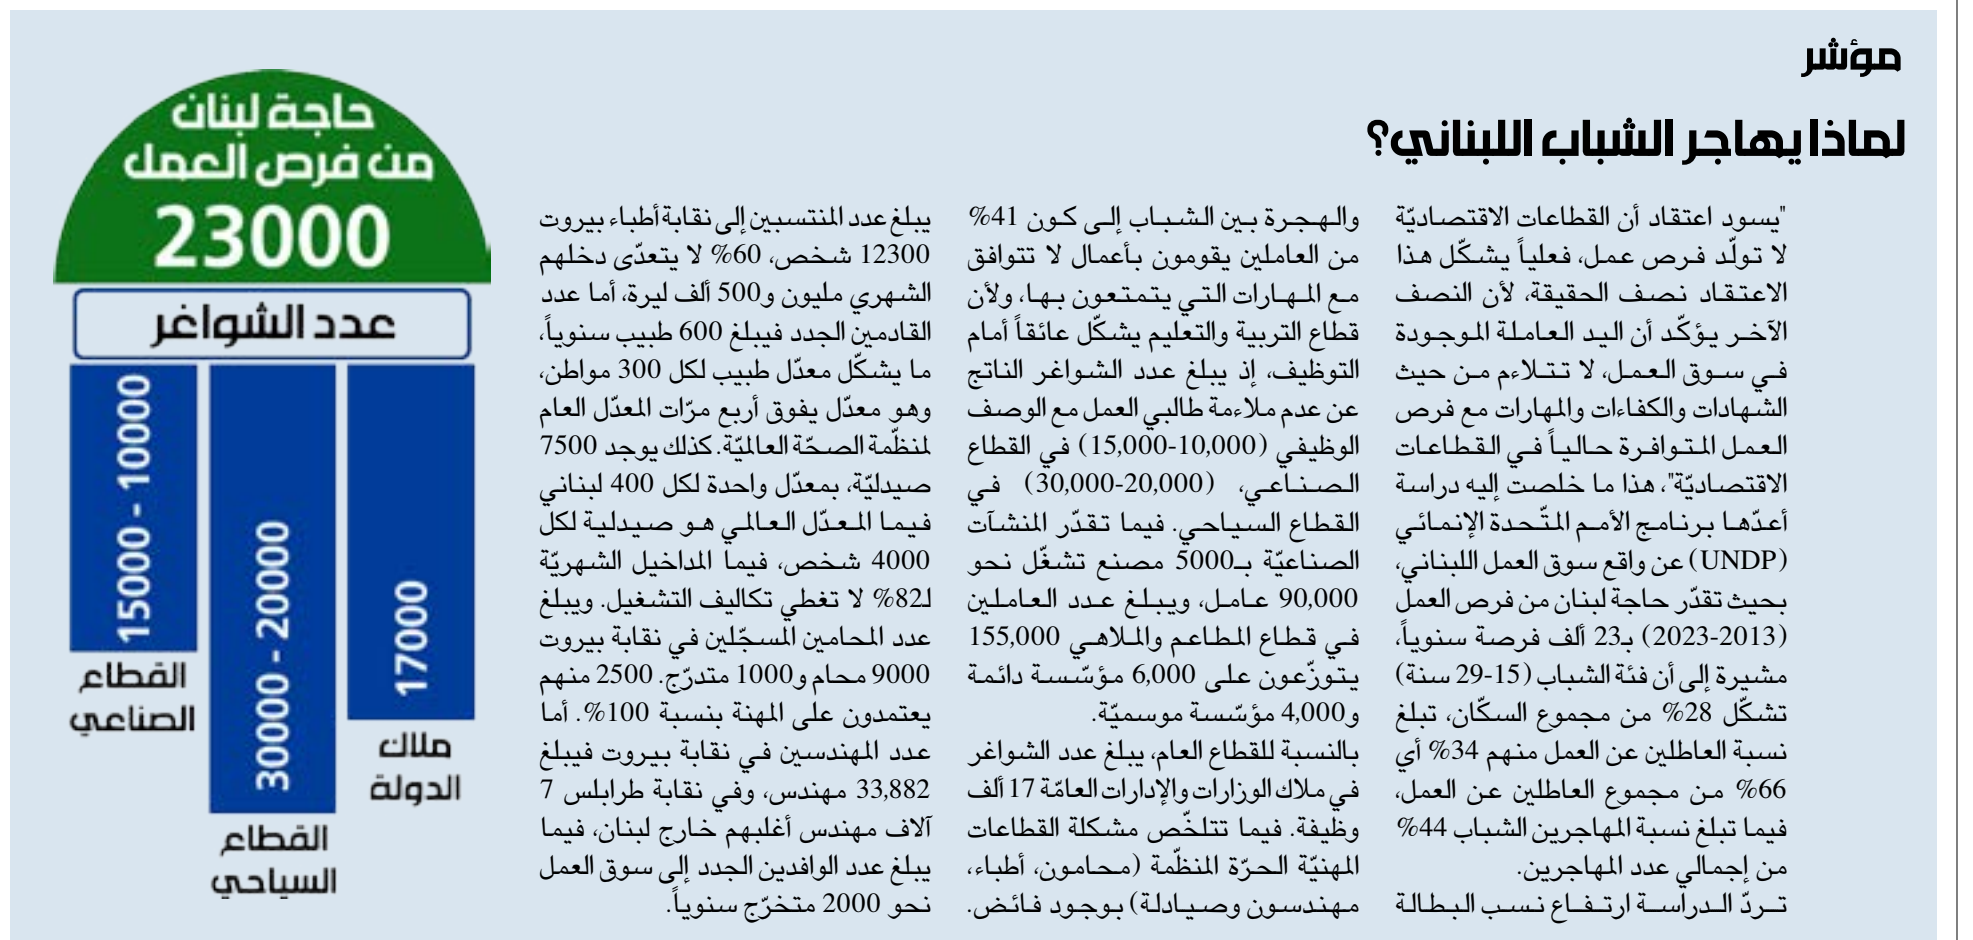 مؤشر
لماذا يهاجر الشباب اللبناني؟
"يسود اعتقاد أن القطاعات الاقتصاديّة
لا تولّد فرص عمل، فعلياً يشكّل هذا
الاعتقاد نصف الحقيقة، لأن النصف
الآخر يؤكّد أن اليد العاملة الموجودة
في سوق العمل، لا تتلاءم من حيث
الشهادات والكفاءات والمهارات مع فرص
العمل المتوافرة حالياً في القطاعات
الاقتصاديّة"، هذا ما خلصت إليه دراسة
أعدّها برنامج الأمم المتّحدة الإنمائي
(UNDP) عن واقع سوق العمل اللبناني،
بحيث تقدّر حاجة لبنان من فرص العمل
(2013-2023) بـ23 ألف فرصة سنوياً،
مشيرة إلى أن فئة الشباب (15-29 سنة)
تشكّل 28% من مجموع السكّان، تبلغ
نسبة العاطلين عن العمل منهم 34% أي
66% من مجموع العاطلين عن العمل،
فيما تبلغ نسبة المهاجرين الشباب 44%
من إجمالي عدد المهاجرين.
تردّ الدراسة ارتفاع نسب البطالة
والهجرة بين الشباب إلى كون 41%
من العاملين يقومون بأعمال لا تتوافق
مع المهارات التي يتمتعون بها، ولأن
قطاع التربية والتعليم يشكّل عائقاً أمام
التوظيف، إذ يبلغ عدد الشواغر الناتج
عن عدم ملاءمة طالبي العمل مع الوصف
الوظيفي (10,000-15,000) في القطاع
الصناعي، (20,000-30,000) في
القطاع السياحي. فيما تقدّر المنشآت
الصناعيّة بـ5000 مصنع تشغّل نحو
90,000 عامل، ويبلغ عدد العاملين
في قطاع المطاعم والملاهي 155,000
يتوزّعون على 6,000 مؤسّسة دائمة
و4,000 مؤسّسة موسميّة.
بالنسبة للقطاع العام، يبلغ عدد الشواغر
في ملاك الوزارات والإدارات العامّة 17 ألف
وظيفة. فيما تتلخّص مشكلة القطاعات
المهنيّة الحرّة المنظّمة (محامون، أطباء،
مهندسون وصيادلة) بوجود فائض.
يبلغ عدد المنتسبين إلى نقابة أطباء بيروت
12300 شخص، 60% لا يتعدّى دخلهم
الشهري مليون و500 ألف ليرة، أما عدد
القادمين الجدد فيبلغ 600 طبيب سنوياً،
ما يشكّل معدّل طبيب لكل 300 مواطن،
وهو معدّل يفوق أربع مرّات المعدّل العام
لمنظّمة الصحّة العالميّة. كذلك يوجد 7500
صيدليّة، بمعدّل واحدة لكل 400 لبناني
فيما المعدّل العالمي هو صيدلية لكل
4000 شخص، فيما المداخيل الشهريّة
لـ82% لا تغطي تكاليف التشغيل. ويبلغ
عدد المحامين المسجّلين في نقابة بيروت
9000 محام و1000 متدرّج. 2500 منهم
يعتمدون على المهنة بنسبة 100%. أما
عدد المهندسين في نقابة بيروت فيبلغ
33,882 مهندس، وفي نقابة طرابلس 7
آلاف مهندس أغلبهم خارج لبنان، فيما
يبلغ عدد الوافدين الجدد إلى سوق العمل
نحو 2000 متخرّج سنوياً.
حاجة لبنان
من فرص العمل
23000
عدد الشواغر
17000
ملاك
الدولة
30000 - 20000
القطاع
السياحي
15000 - 10000
القطاع
الصناعي